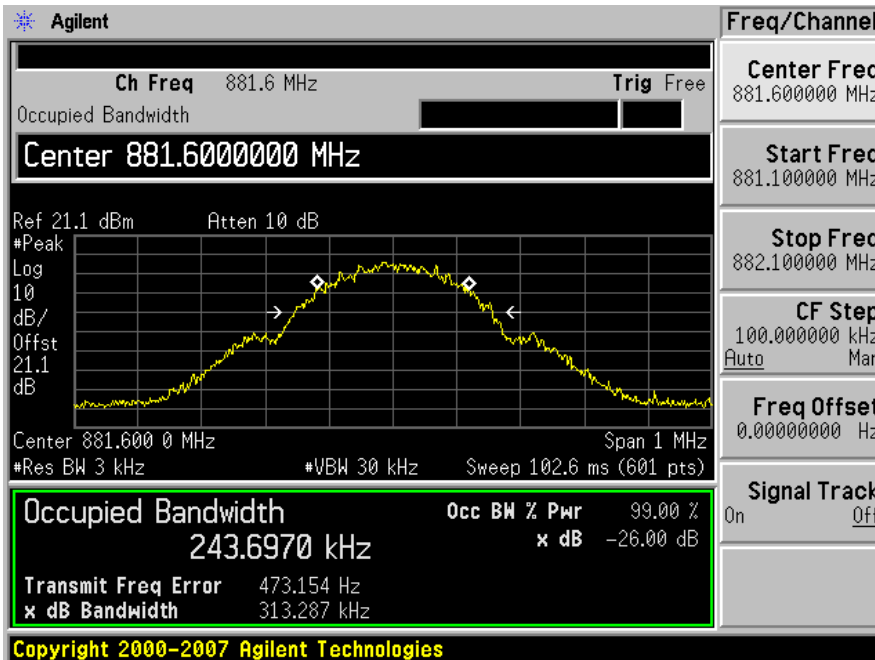 Agilent
Freq/Channel
Ch Freq 881.6 MHz Trig Free
Occupied Bandwidth
Center 881.6000000 MHz
Ref 21.1 dBm Atten 10 dB
#Peak
Log
10
dB/
Offst
21.1
dB
Center 881.600 0 MHz Span 1 MHz
#Res BW 3 kHz #VBW 30 kHz Sweep 102.6 ms (601 pts)
Occupied Bandwidth
243.6970 kHz
Occ BW % Pwr 99.00 %
x dB -26.00 dB
Transmit Freq Error 473.154 Hz
x dB Bandwidth 313.287 kHz
Center Freq
881.600000 MHz
Start Freq
881.100000 MHz
Stop Freq
882.100000 MHz
CF Step
100.000000 kHz
Auto Man
Freq Offset
0.00000000 Hz
Signal Track
On Off
Copyright 2000-2007 Agilent Technologies